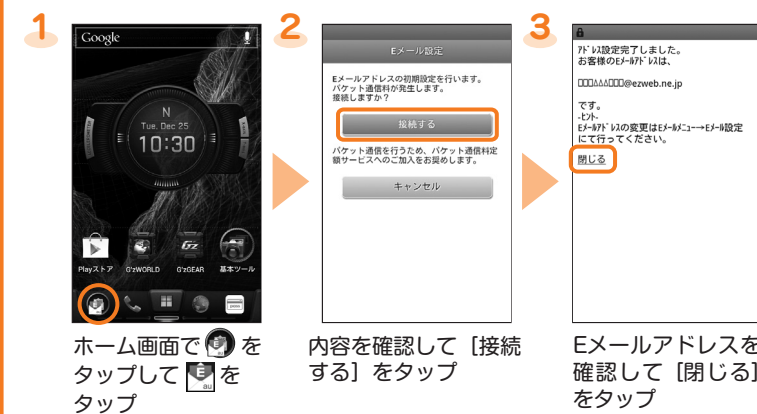 1
Google
N
Tue. Dec 25
10:30
Playストア
G'zWORLD
G'zGEAR
基本ツール
ホーム画面で を
タップして E au を
タップ
2
Eメール設定
Eメールアドレスの初期設定を行います。
パケット通信料が発生します。
接続しますか？
接続する
パケット通信を行うため、パケット通信料定
額サービスへのご加入をお奨めします。
キャンセル
内容を確認して［接続
する］をタップ
3
ｱﾄﾞﾚｽ設定完了しました。
お客様のEﾒｰﾙｱﾄﾞﾚｽは、
□□□△△△□□□@ezweb.ne.jp
です。
-ﾋﾝﾄ-
Eﾒｰﾙｱﾄﾞﾚｽの変更はEﾒｰﾙﾒﾆｭｰ→Eﾒｰﾙ設定
にて行ってください。
閉じる
Eメールアドレスを
確認して［閉じる］
をタップ